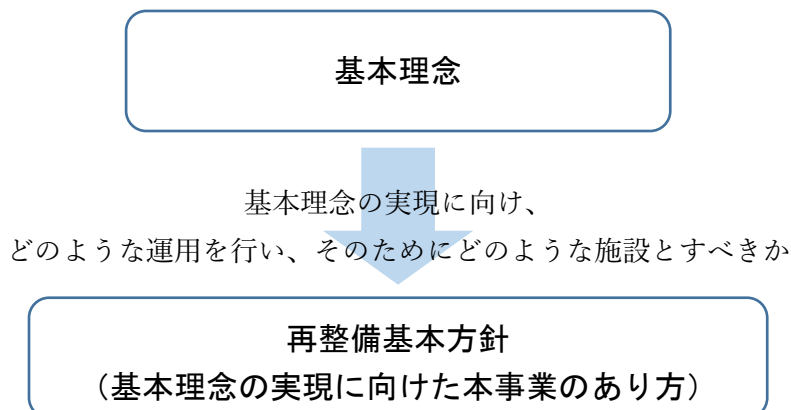 基本理念
基本理念の実現に向け、
どのような運用を行い、そのためにどのような施設とすべきか
再整備基本方針
（基本理念の実現に向けた本事業のあり方）